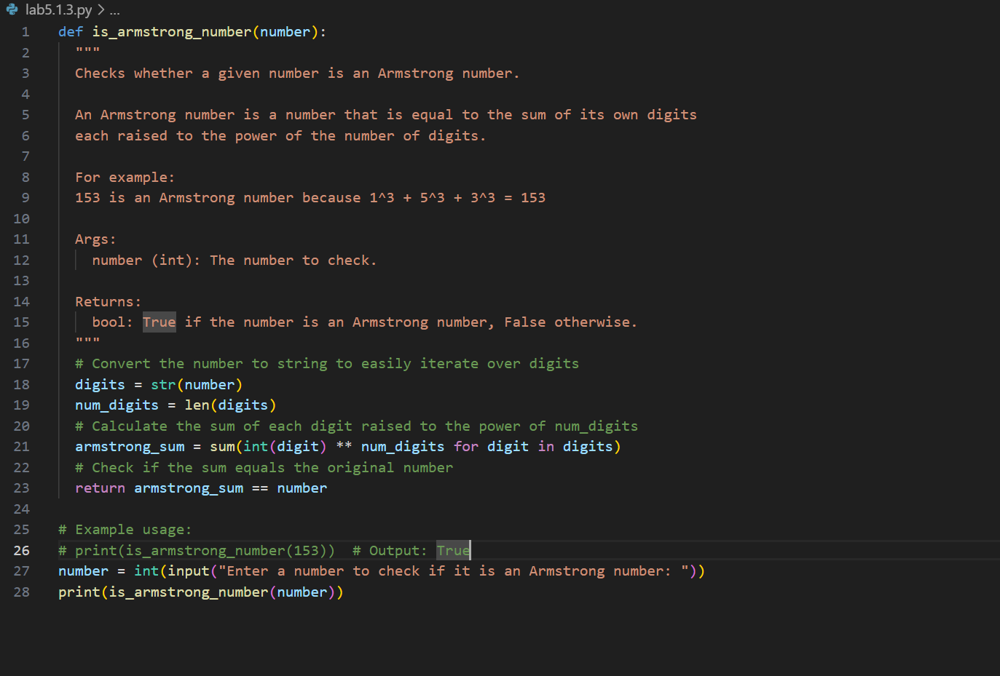 lab5.1.3.py > ...
1 def is_armstrong_number(number):
2 """
3 Checks whether a given number is an Armstrong number.
4
5 An Armstrong number is a number that is equal to the sum of its own digits
6 each raised to the power of the number of digits.
7
8 For example:
9 153 is an Armstrong number because 1^3 + 5^3 + 3^3 = 153
10
11 Args:
12 number (int): The number to check.
13
14 Returns:
15 bool: True if the number is an Armstrong number, False otherwise.
16 """
17 # Convert the number to string to easily iterate over digits
18 digits = str(number)
19 num_digits = len(digits)
20 # Calculate the sum of each digit raised to the power of num_digits
21 armstrong_sum = sum(int(digit) ** num_digits for digit in digits)
22 # Check if the sum equals the original number
23 return armstrong_sum == number
24
25 # Example usage:
26 # print(is_armstrong_number(153))  # Output: True
27 number = int(input("Enter a number to check if it is an Armstrong number: "))
28 print(is_armstrong_number(number))